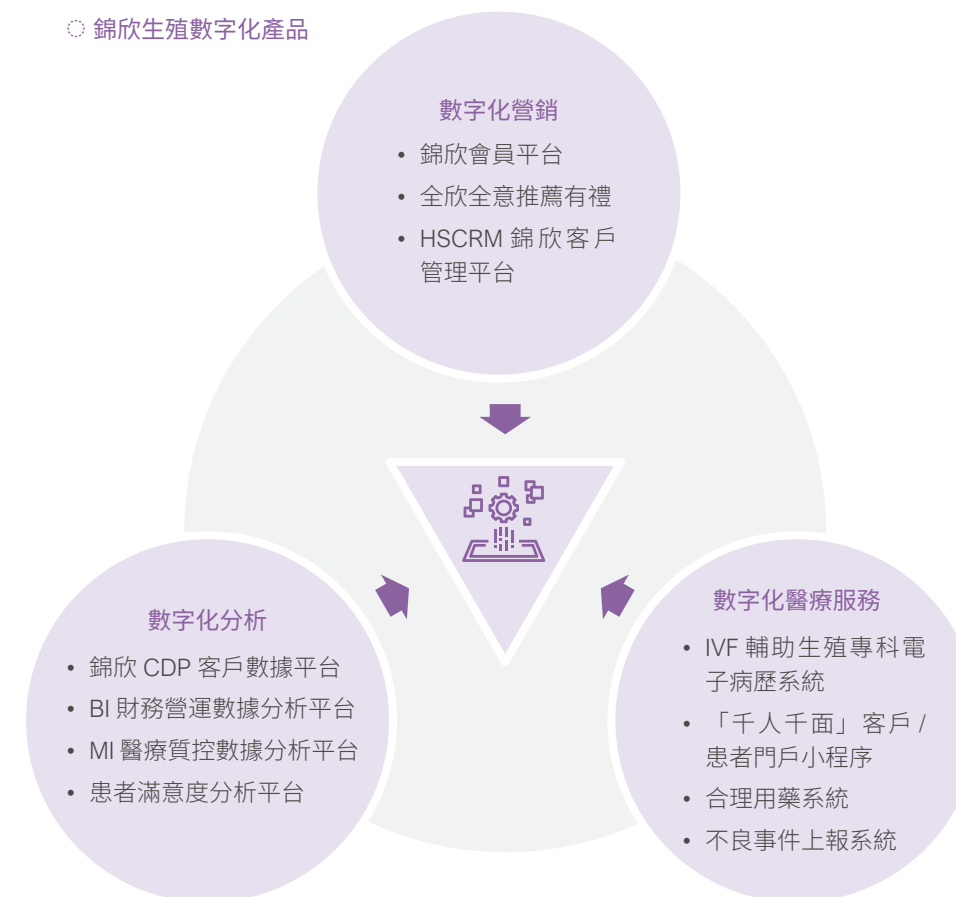 錦欣生殖數字化產品
數字化營銷
• 錦欣會員平台
• 全欣全意推薦有禮
• HSCRM 錦欣客戶
管理平台
數字化分析
• 錦欣 CDP 客戶數據平台
• BI 財務營運數據分析平台
• MI 醫療質控數據分析平台
• 患者滿意度分析平台
數字化醫療服務
• IVF 輔助生殖專科電
子病歷系統
• 「千人千面」客戶 /
患者門戶小程序
• 合理用藥系統
• 不良事件上報系統